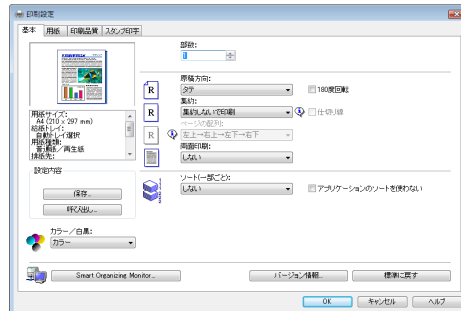 印刷設定
基本 用紙 印刷品質 スタンプ印字
部数:
1
原稿方向:
タテ
180度回転
集約:
集約しないで印刷
仕切り線
ページの配列:
左上→右上→左下→右下
両面印刷:
しない
ソート(一部ごと):
しない
アプリケーションのソートを使わない
用紙サイズ:
A4 (210 x 297 mm)
給紙トレイ:
自動トレイ選択
用紙種類:
普通紙/再生紙
排紙先:
設定内容
保存...
呼び出し...
カラー/白黒:
カラー
Smart Organizing Monitor...
バージョン情報...
標準に戻す
OK
キャンセル
ヘルプ